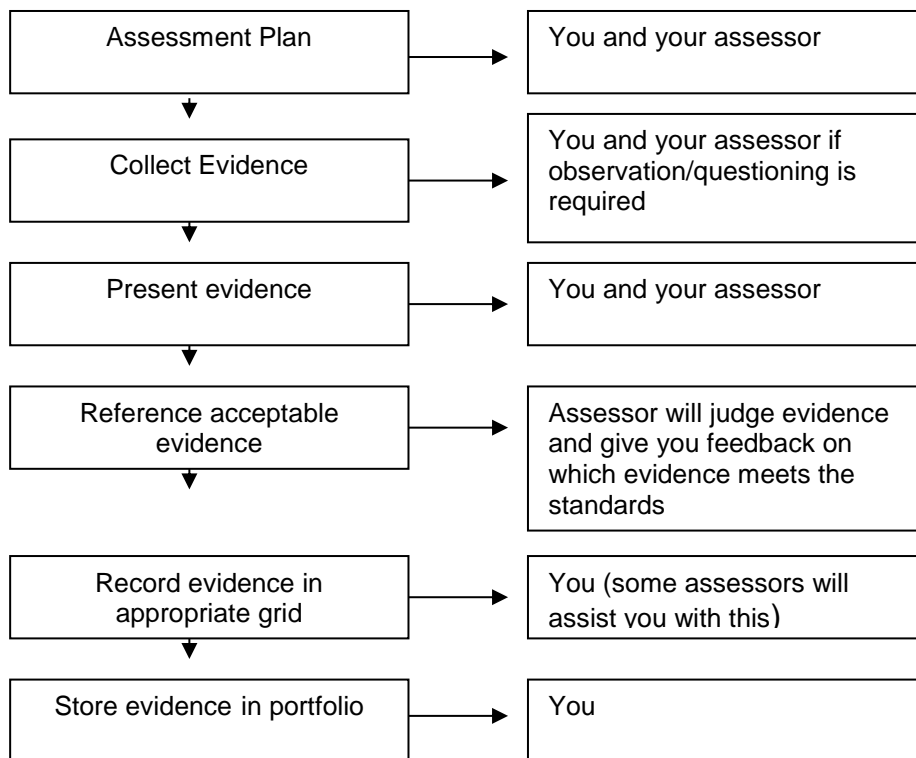 Assessment Plan
You and your assessor
Collect Evidence
You and your assessor if
observation/questioning is
required
Present evidence
You and your assessor
Reference acceptable
evidence
Assessor will judge evidence
and give you feedback on
which evidence meets the
standards
Record evidence in
appropriate grid
You (some assessors will
assist you with this)
Store evidence in portfolio
You